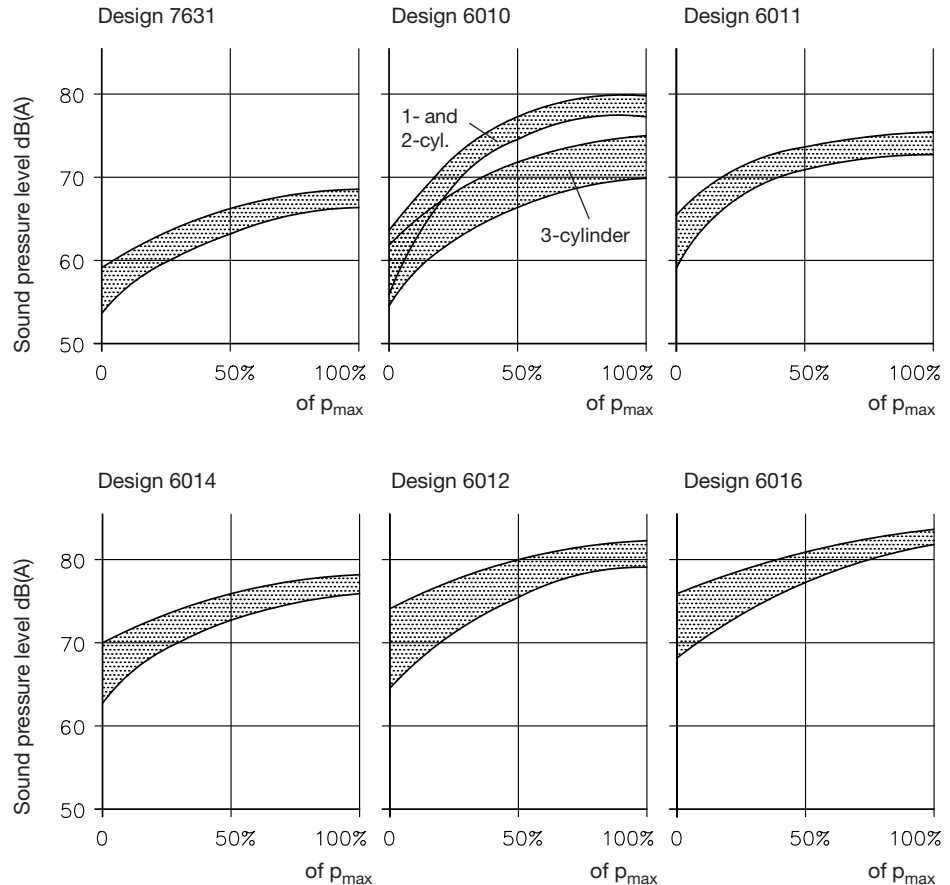 Design 7631
Design 6010
Design 6011
Sound pressure level dB(A)
80
70
60
50
1- and
2-cyl.
3-cylinder
0 50% 100%
of pmax
0 50% 100%
of pmax
0 50% 100%
of pmax
Design 6014
Design 6012
Design 6016
Sound pressure level dB(A)
80
70
60
50
0 50% 100%
of pmax
0 50% 100%
of pmax
0 50% 100%
of pmax